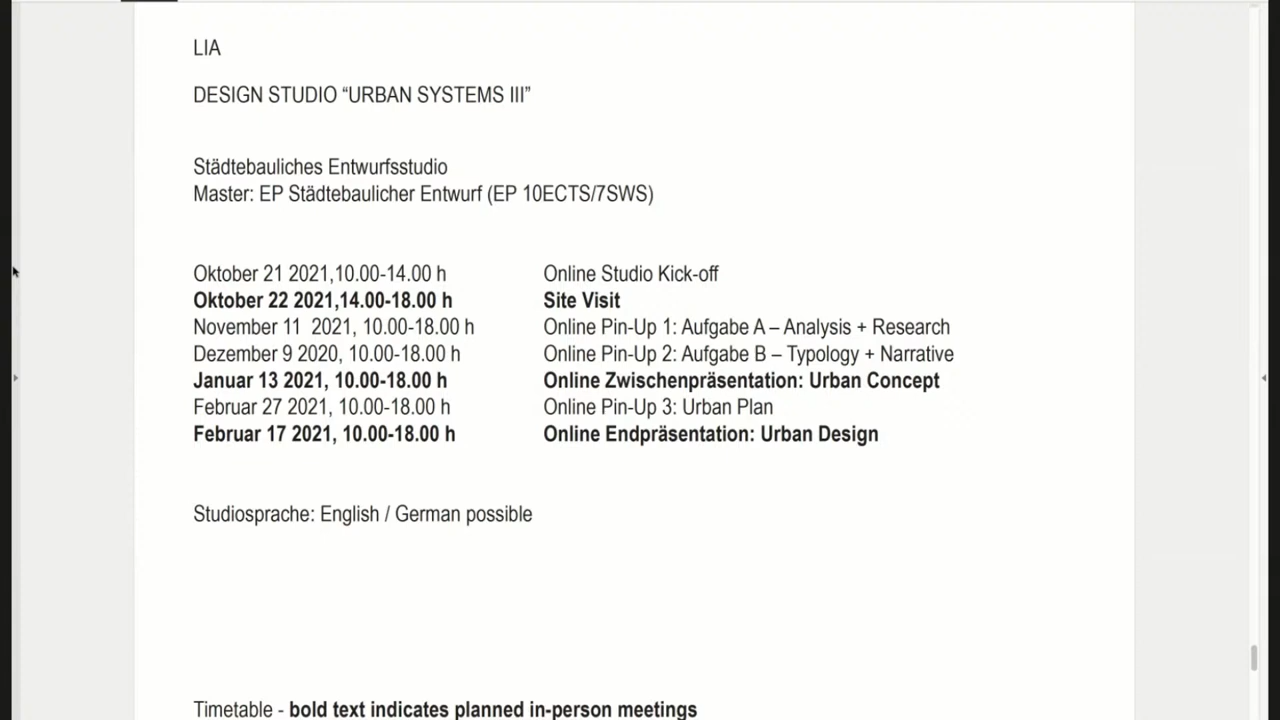 LIA
DESIGN STUDIO “URBAN SYSTEMS III”
Städtebauliches Entwurfsstudio
Master: EP Städtebaulicher Entwurf (EP 10ECTS/7SWS)
Oktober 21 2021,10.00-14.00 h Online Studio Kick-off
Oktober 22 2021,14.00-18.00 h Site Visit
November 11  2021, 10.00-18.00 h Online Pin-Up 1: Aufgabe A – Analysis + Research
Dezember 9 2020, 10.00-18.00 h Online Pin-Up 2: Aufgabe B – Typology + Narrative
Januar 13 2021, 10.00-18.00 h Online Zwischenpräsentation: Urban Concept
Februar 27 2021, 10.00-18.00 h Online Pin-Up 3: Urban Plan
Februar 17 2021, 10.00-18.00 h Online Endpräsentation: Urban Design
Studiosprache: English / German possible
Timetable - bold text indicates planned in-person meetings